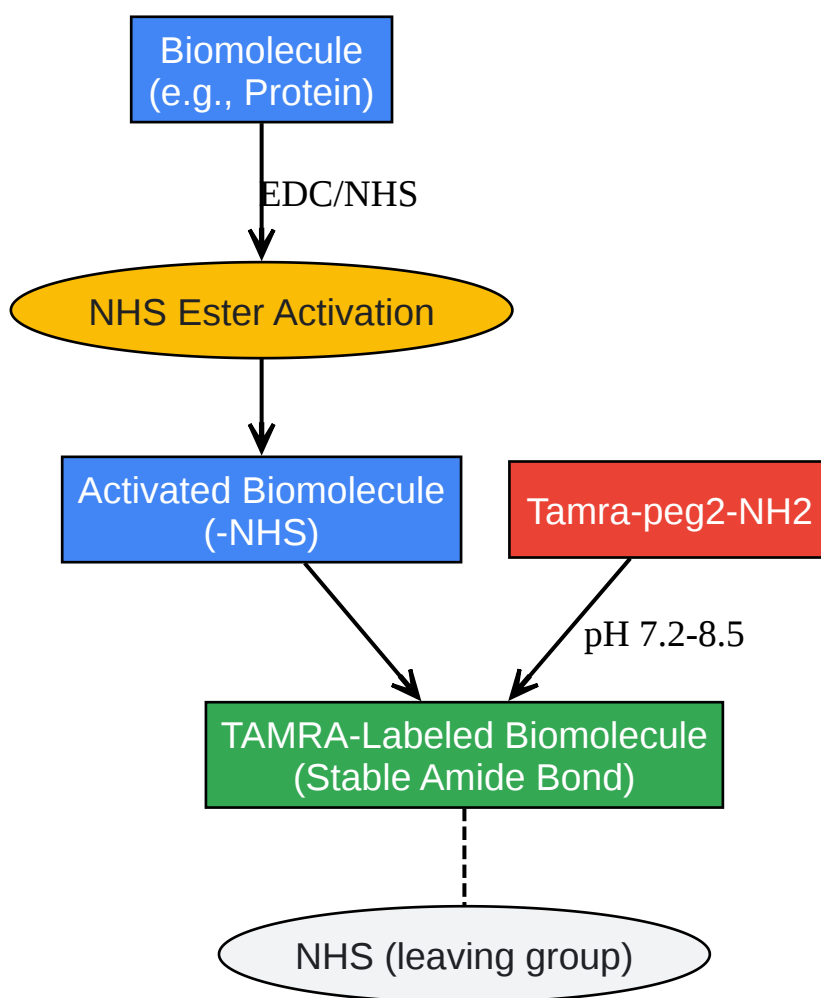 Biomolecule
(e.g., Protein)
EDC/NHS
NHS Ester Activation
Activated Biomolecule
(-NHS)
Tamra-peg2-NH2
pH 7.2-8.5
TAMRA-Labeled Biomolecule
(Stable Amide Bond)
NHS (leaving group)